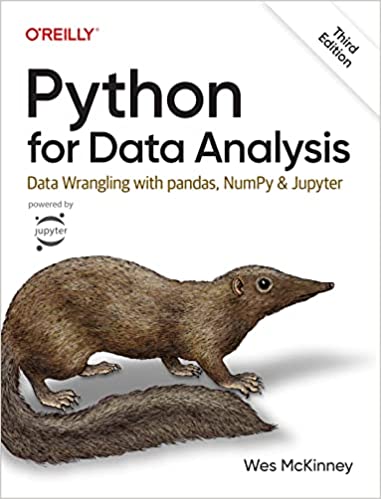 O'REILLY®
Third
Edition
Python
for Data Analysis
Data Wrangling with pandas, NumPy & Jupyter
powered by
jupyter
Wes McKinney